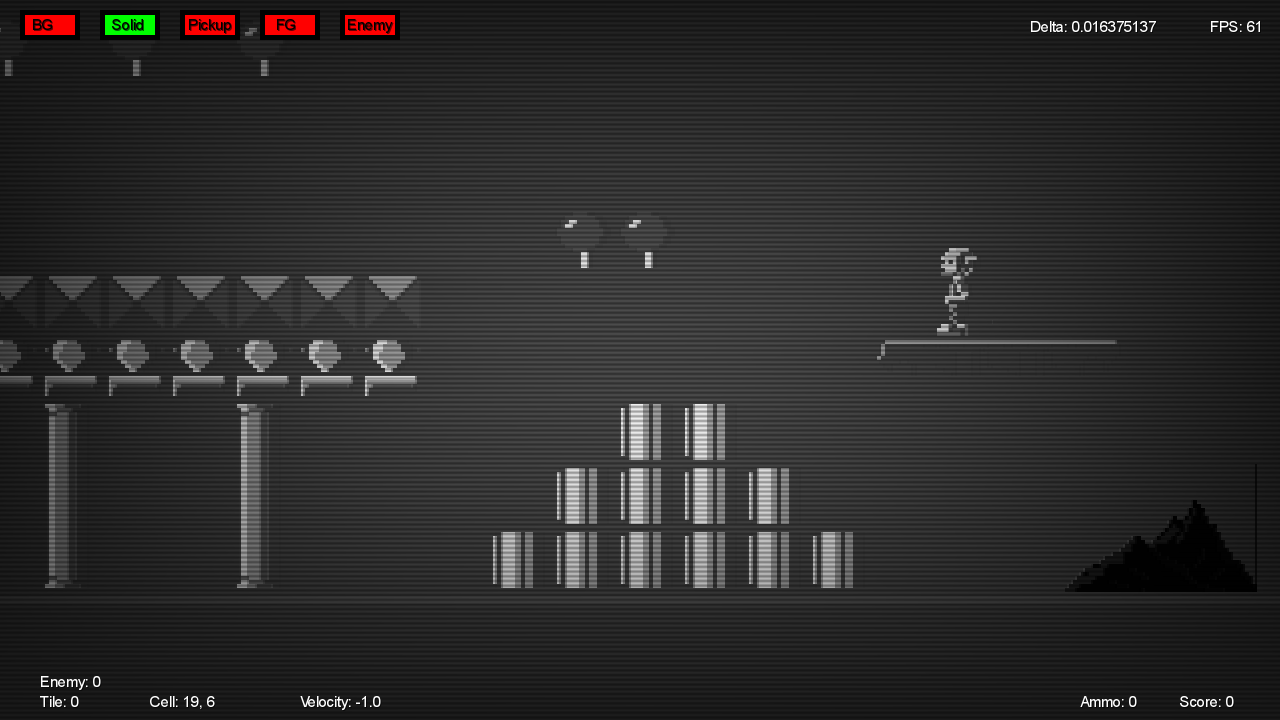 BG Solid Pickup FG Enemy Delta: 0.016375137 FPS: 61
Enemy: 0
Tile: 0 Cell: 19, 6 Velocity: -1.0 Ammo: 0 Score: 0